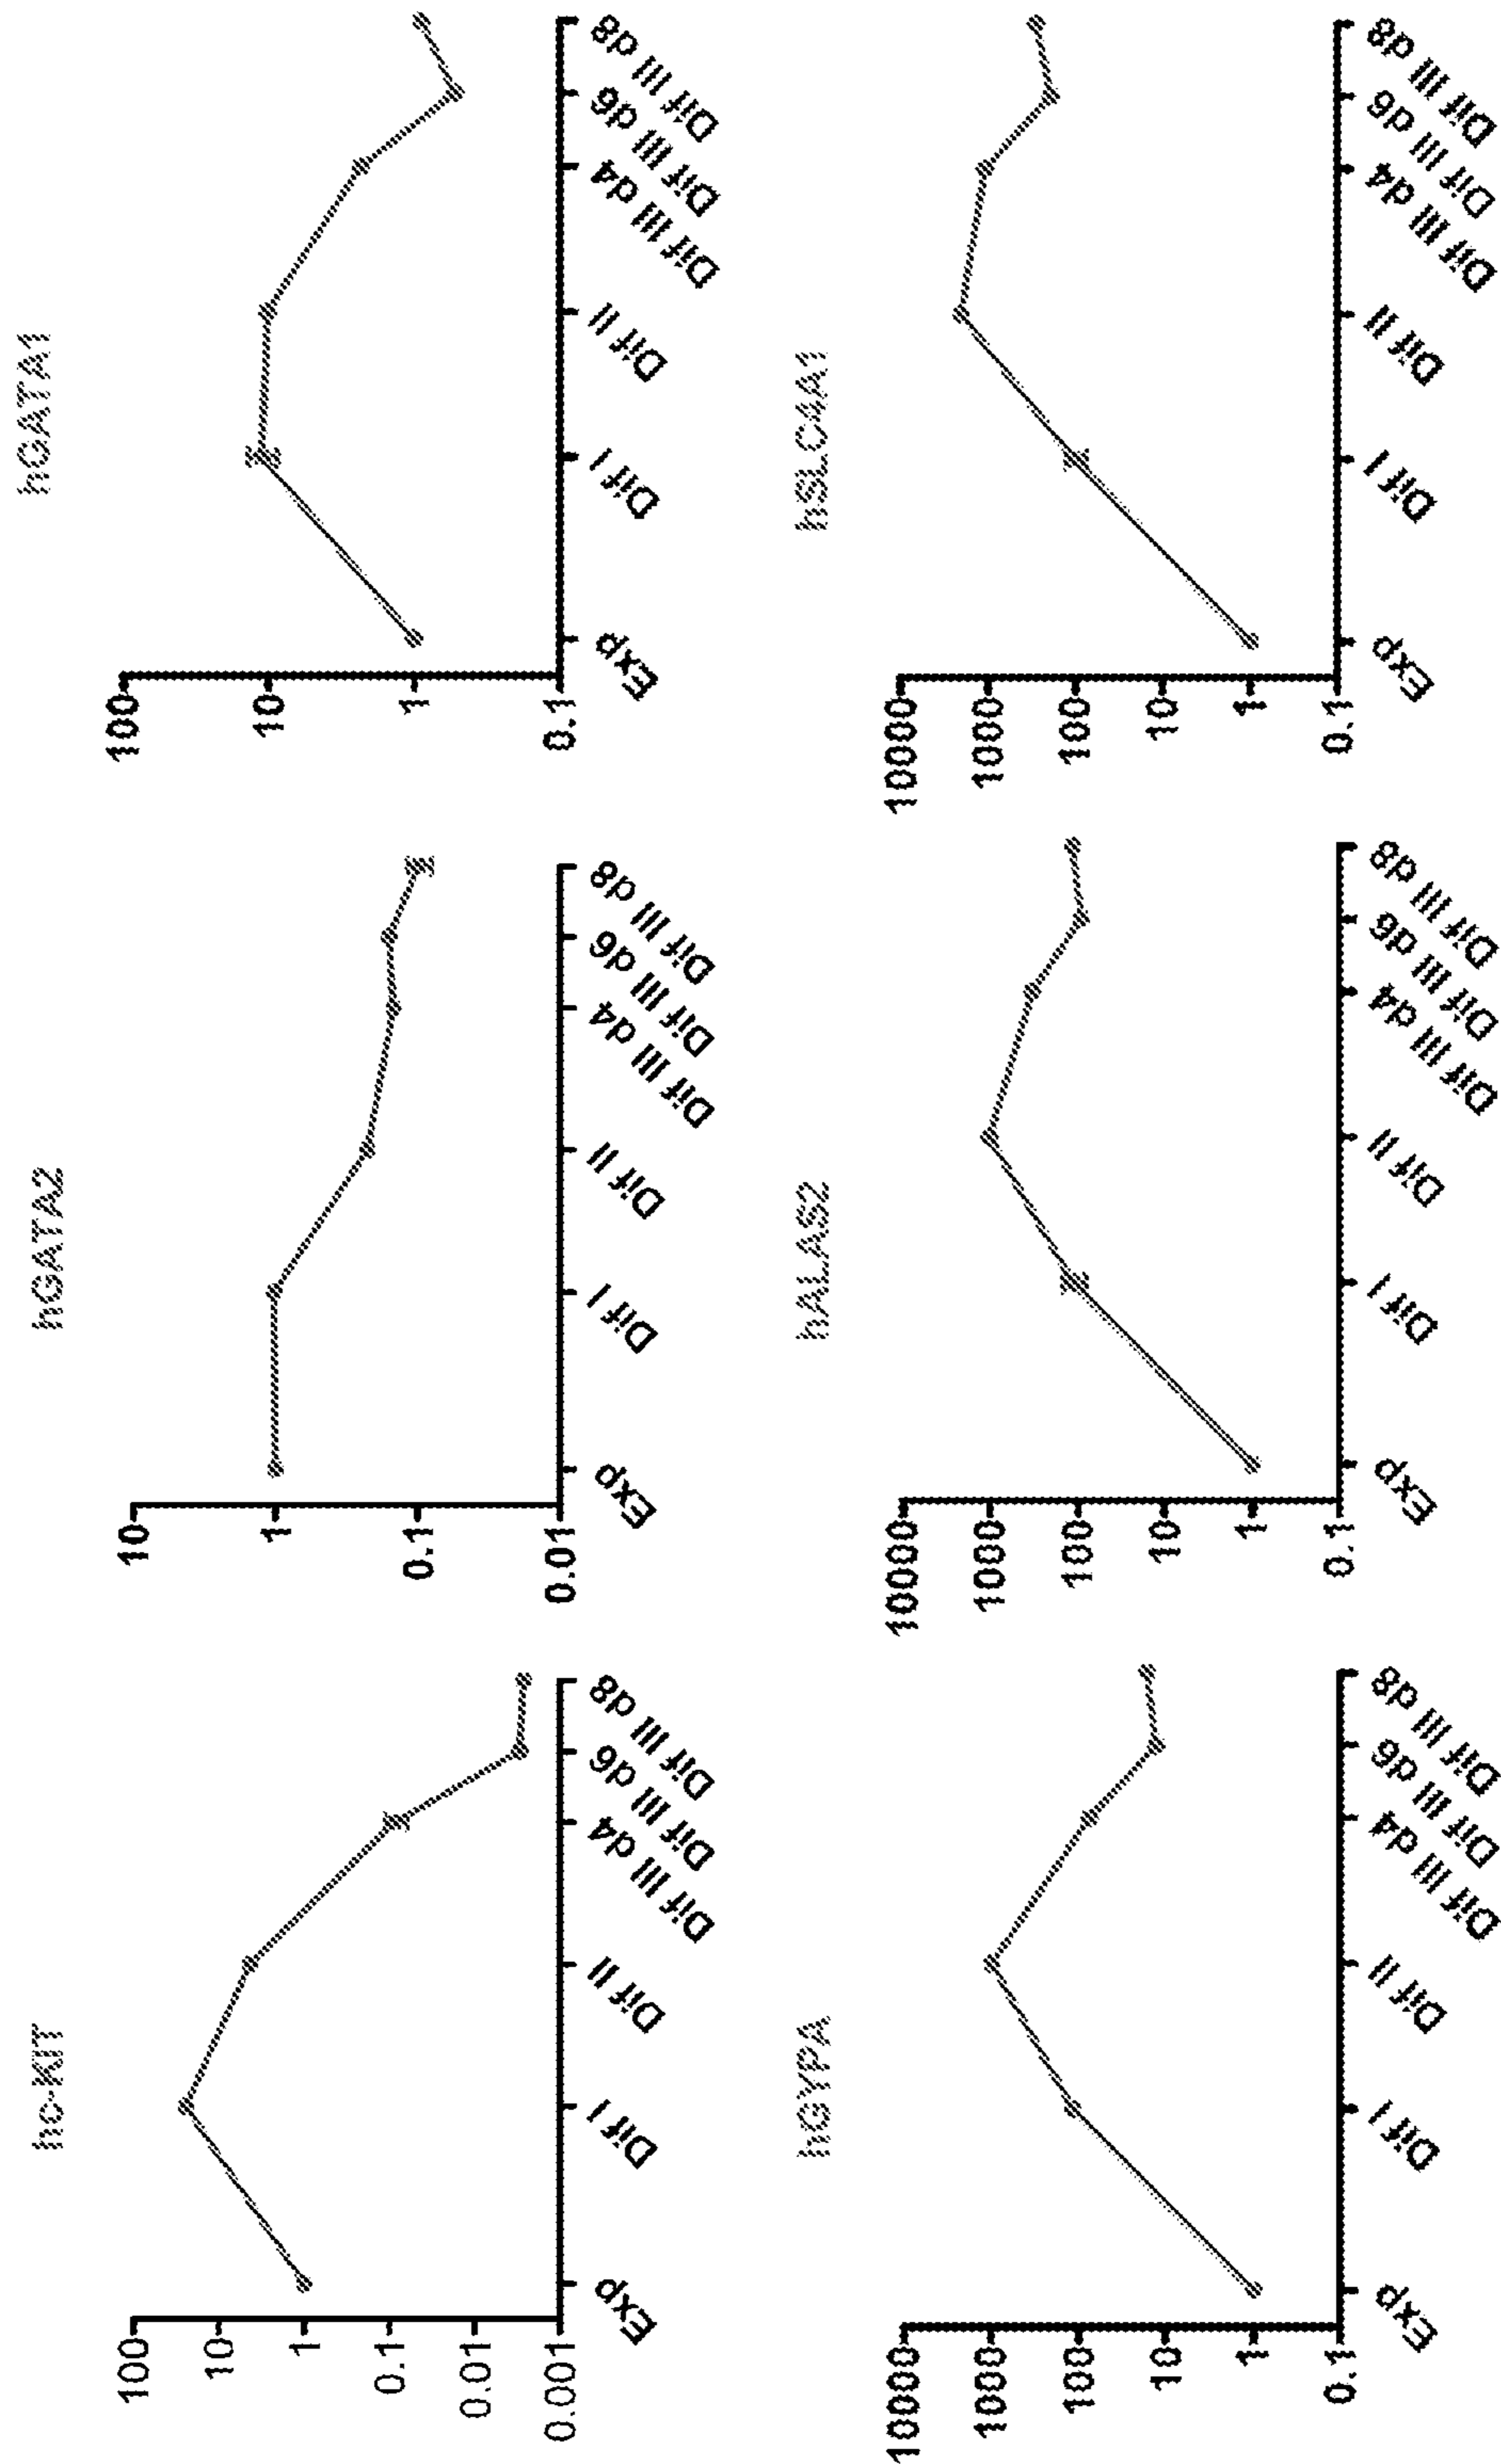 hc-KIT
100
10
1
0.1
0.01
0.001
Exp
Dif I
Dif II
Dif III d4
Dif III d6
Dif III d8
hGATA2
10
1
0.1
0.01
Exp
Dif I
Dif II
Dif III d4
Dif III d6
Dif III d8
hGATA1
100
10
1
0.1
Exp
Dif I
Dif II
Dif III d4
Dif III d6
Dif III d8
hGYPA
10000
1000
100
10
1
0.1
Exp
Dif I
Dif II
Dif III d4
Dif III d6
Dif III d8
hALAS2
10000
1000
100
10
1
0.1
Exp
Dif I
Dif II
Dif III d4
Dif III d6
Dif III d8
hSLC4A1
10000
1000
100
10
1
0.1
Exp
Dif I
Dif II
Dif III d4
Dif III d6
Dif III d8